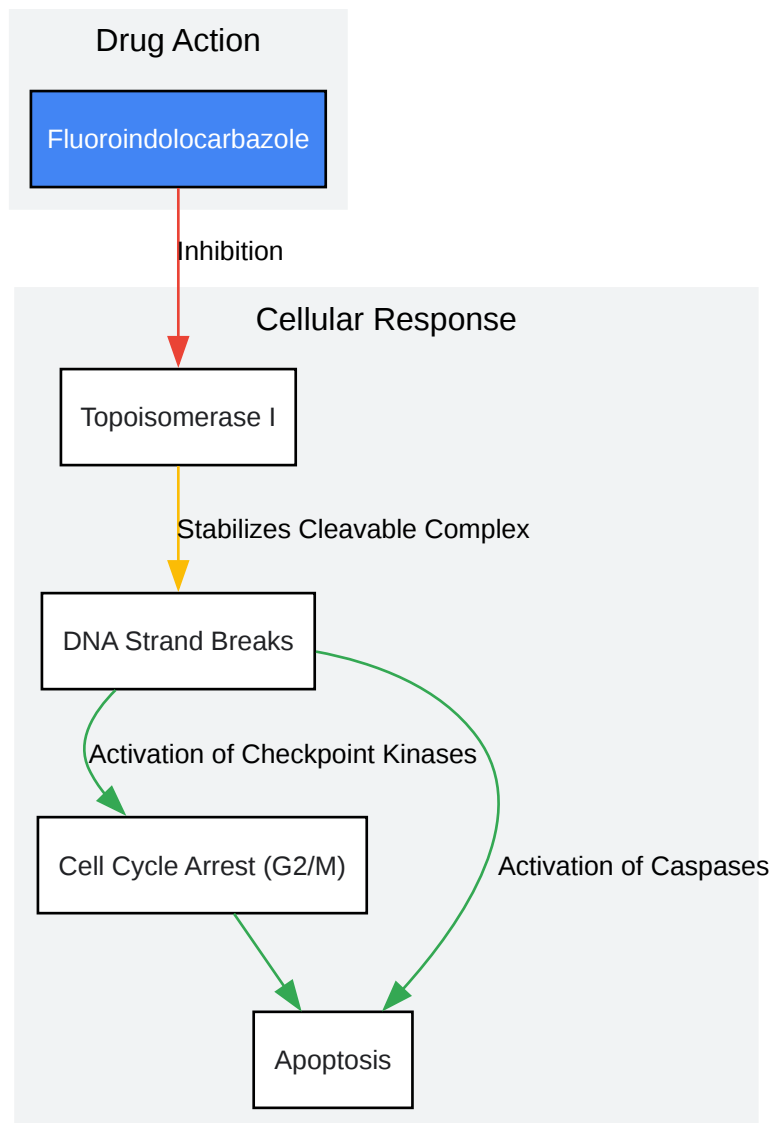 Drug Action
Fluoroindolocarbazole
Inhibition
Cellular Response
Topoisomerase I
Stabilizes Cleavable Complex
DNA Strand Breaks
Activation of Checkpoint Kinases
Cell Cycle Arrest (G2/M)
Activation of Caspases
Apoptosis